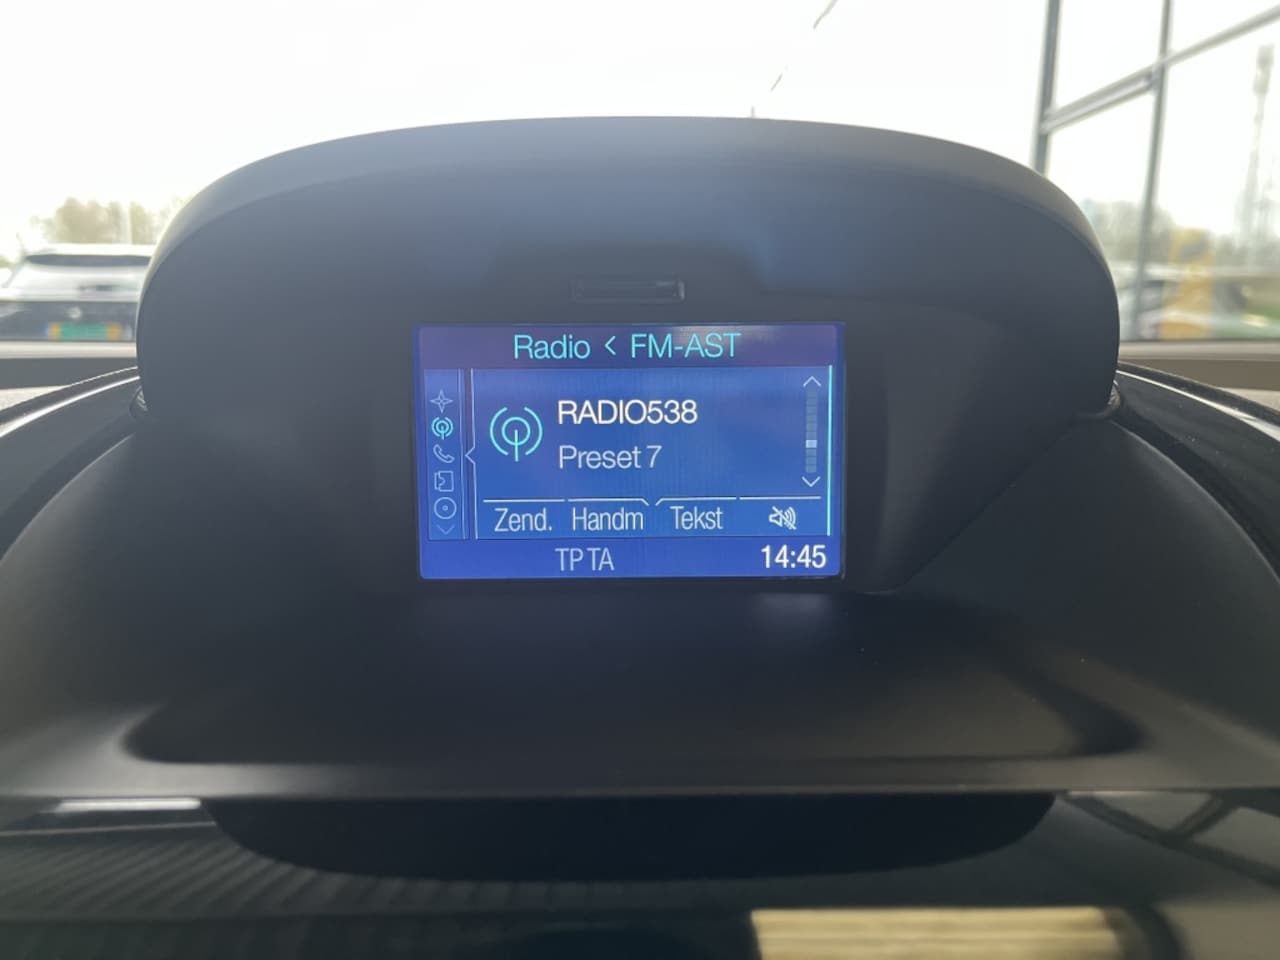 Radio < FM-AST
RADIO538
Preset 7
Zend. Handm Tekst
TP TA 14:45